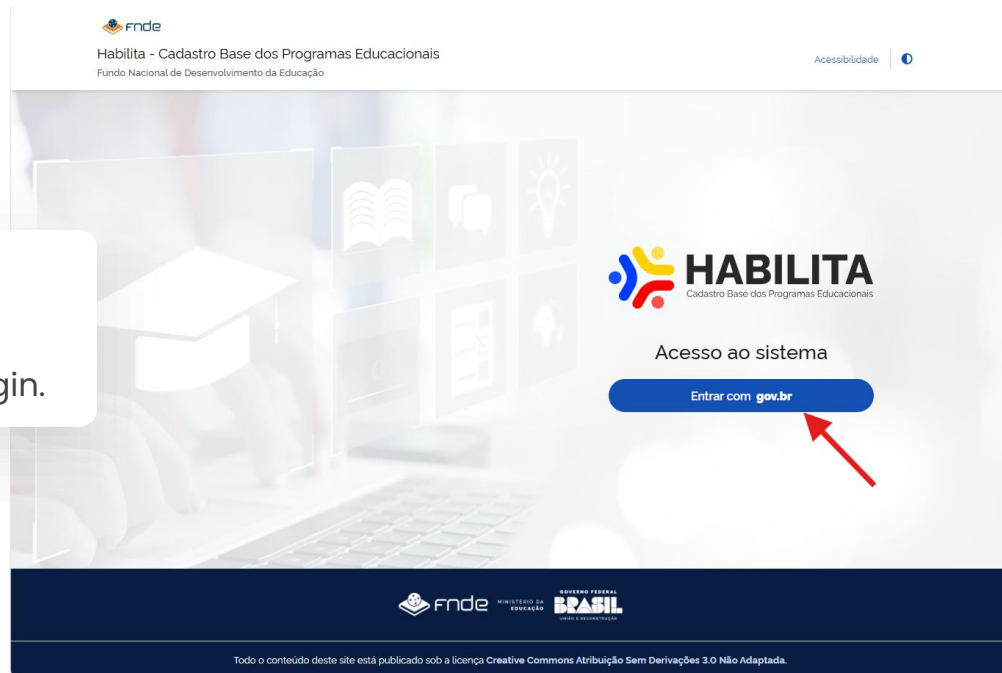 fnde
Habilita - Cadastro Base dos Programas Educacionais
Fundo Nacional de Desenvolvimento da Educação
Acessibilidade
gin.
HABILITA
Cadastro Base dos Programas Educacionais
Acesso ao sistema
Entrar com gov.br
fnde
MINISTÉRIO DA
EDUCAÇÃO
GOVERNO FEDERAL
BRASIL
UNIÃO E RECONSTRUÇÃO
Todo o conteúdo deste site está publicado sob a licença Creative Commons Atribuição Sem Derivações 3.0 Não Adaptada.